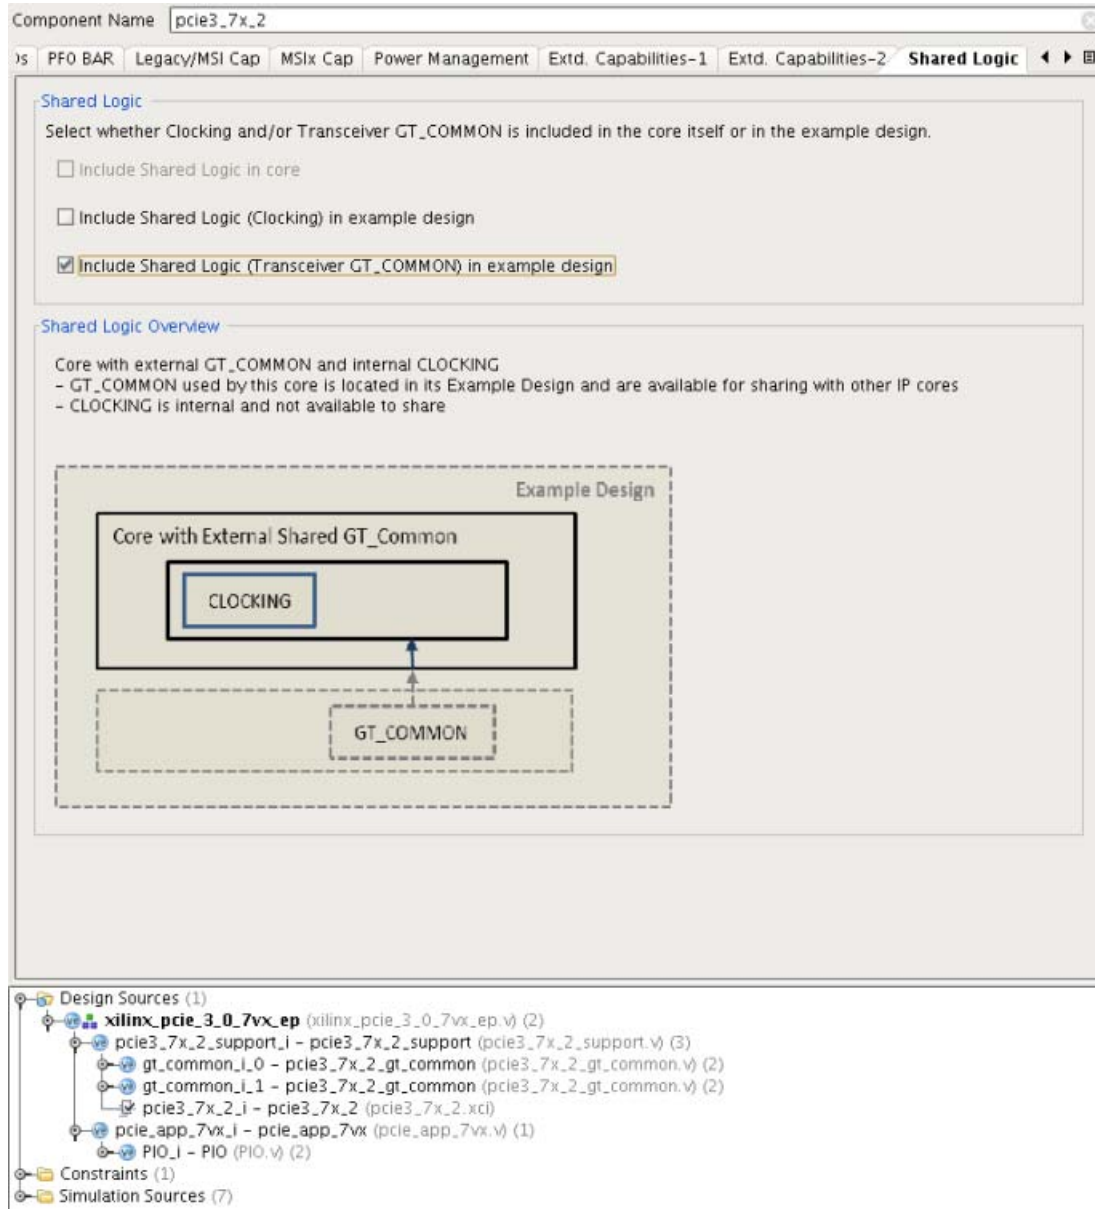 Component Name pcie3_7x_2
)s PF0 BAR Legacy/MSI Cap MSIx Cap Power Management Extd. Capabilities-1 Extd. Capabilities-2 Shared Logic
Shared Logic
Select whether Clocking and/or Transceiver GT_COMMON is included in the core itself or in the example design.
Include Shared Logic in core
Include Shared Logic (Clocking) in example design
Include Shared Logic (Transceiver GT_COMMON) in example design
Shared Logic Overview
Core with external GT_COMMON and internal CLOCKING
- GT_COMMON used by this core is located in its Example Design and are available for sharing with other IP cores
- CLOCKING is internal and not available to share
Example Design
Core with External Shared GT_Common
CLOCKING
GT_COMMON
Design Sources (1)
xilinx_pcie_3_0_7vx_ep (xilinx_pcie_3_0_7vx_ep.v) (2)
pcie3_7x_2_support_i - pcie3_7x_2_support (pcie3_7x_2_support.v) (3)
gt_common_i_0 - pcie3_7x_2_gt_common (pcie3_7x_2_gt_common.v) (2)
gt_common_i_1 - pcie3_7x_2_gt_common (pcie3_7x_2_gt_common.v) (2)
pcie3_7x_2_i - pcie3_7x_2 (pcie3_7x_2.xci)
pcie_app_7vx_i - pcie_app_7vx (pcie_app_7vx.v) (1)
PIO_i - PIO (PIO.v) (2)
Constraints (1)
Simulation Sources (7)